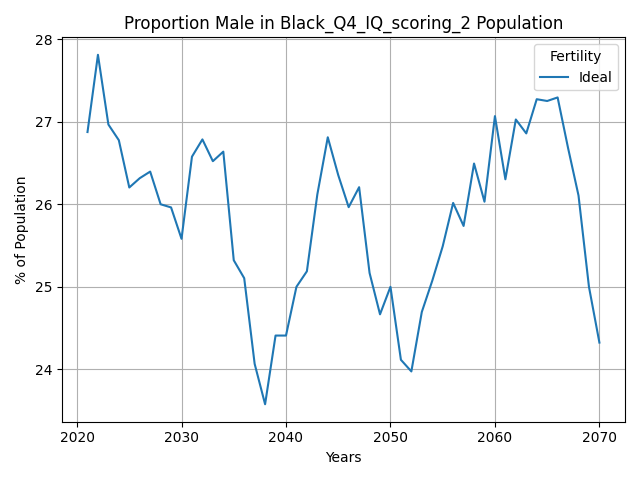 Proportion Male in Black_Q4_IQ_scoring_2 Population
28
27
26
25
24
% of Population
Fertility
Ideal
2020
2030
2040
2050
2060
2070
Years